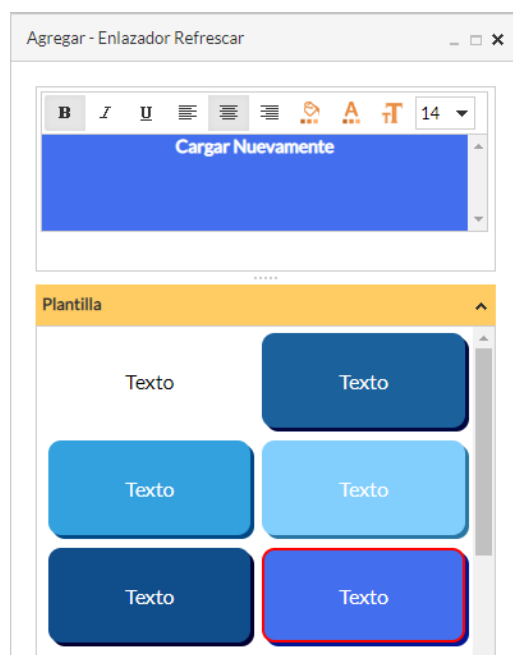 Agregar - Enlazador Refrescar
B I U 14
Cargar Nuevamente
Plantilla
Texto Texto
Texto Texto
Texto Texto